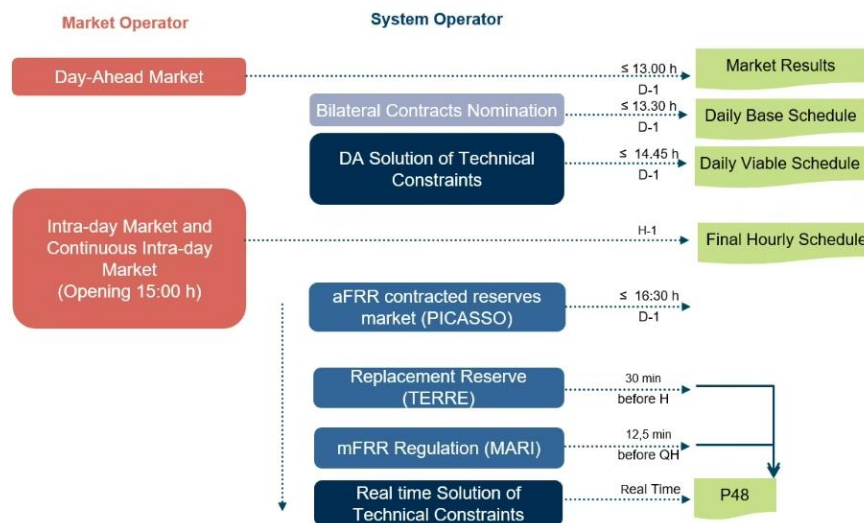 Market Operator
System Operator
Day-Ahead Market
≤ 13.00 h
D-1
Market Results
Bilateral Contracts Nomination
≤ 13.30 h
D-1
Daily Base Schedule
DA Solution of Technical
Constraints
≤ 14.45 h
D-1
Daily Viable Schedule
Intra-day Market and
Continuous Intra-day
Market
(Opening 15:00 h)
H-1
Final Hourly Schedule
aFRR contracted reserves
market (PICASSO)
≤ 16:30 h
D-1
Replacement Reserve
(TERRE)
30 min
before H
mFRR Regulation (MARI)
12,5 min
before QH
Real time Solution of
Technical Constraints
Real Time
P48